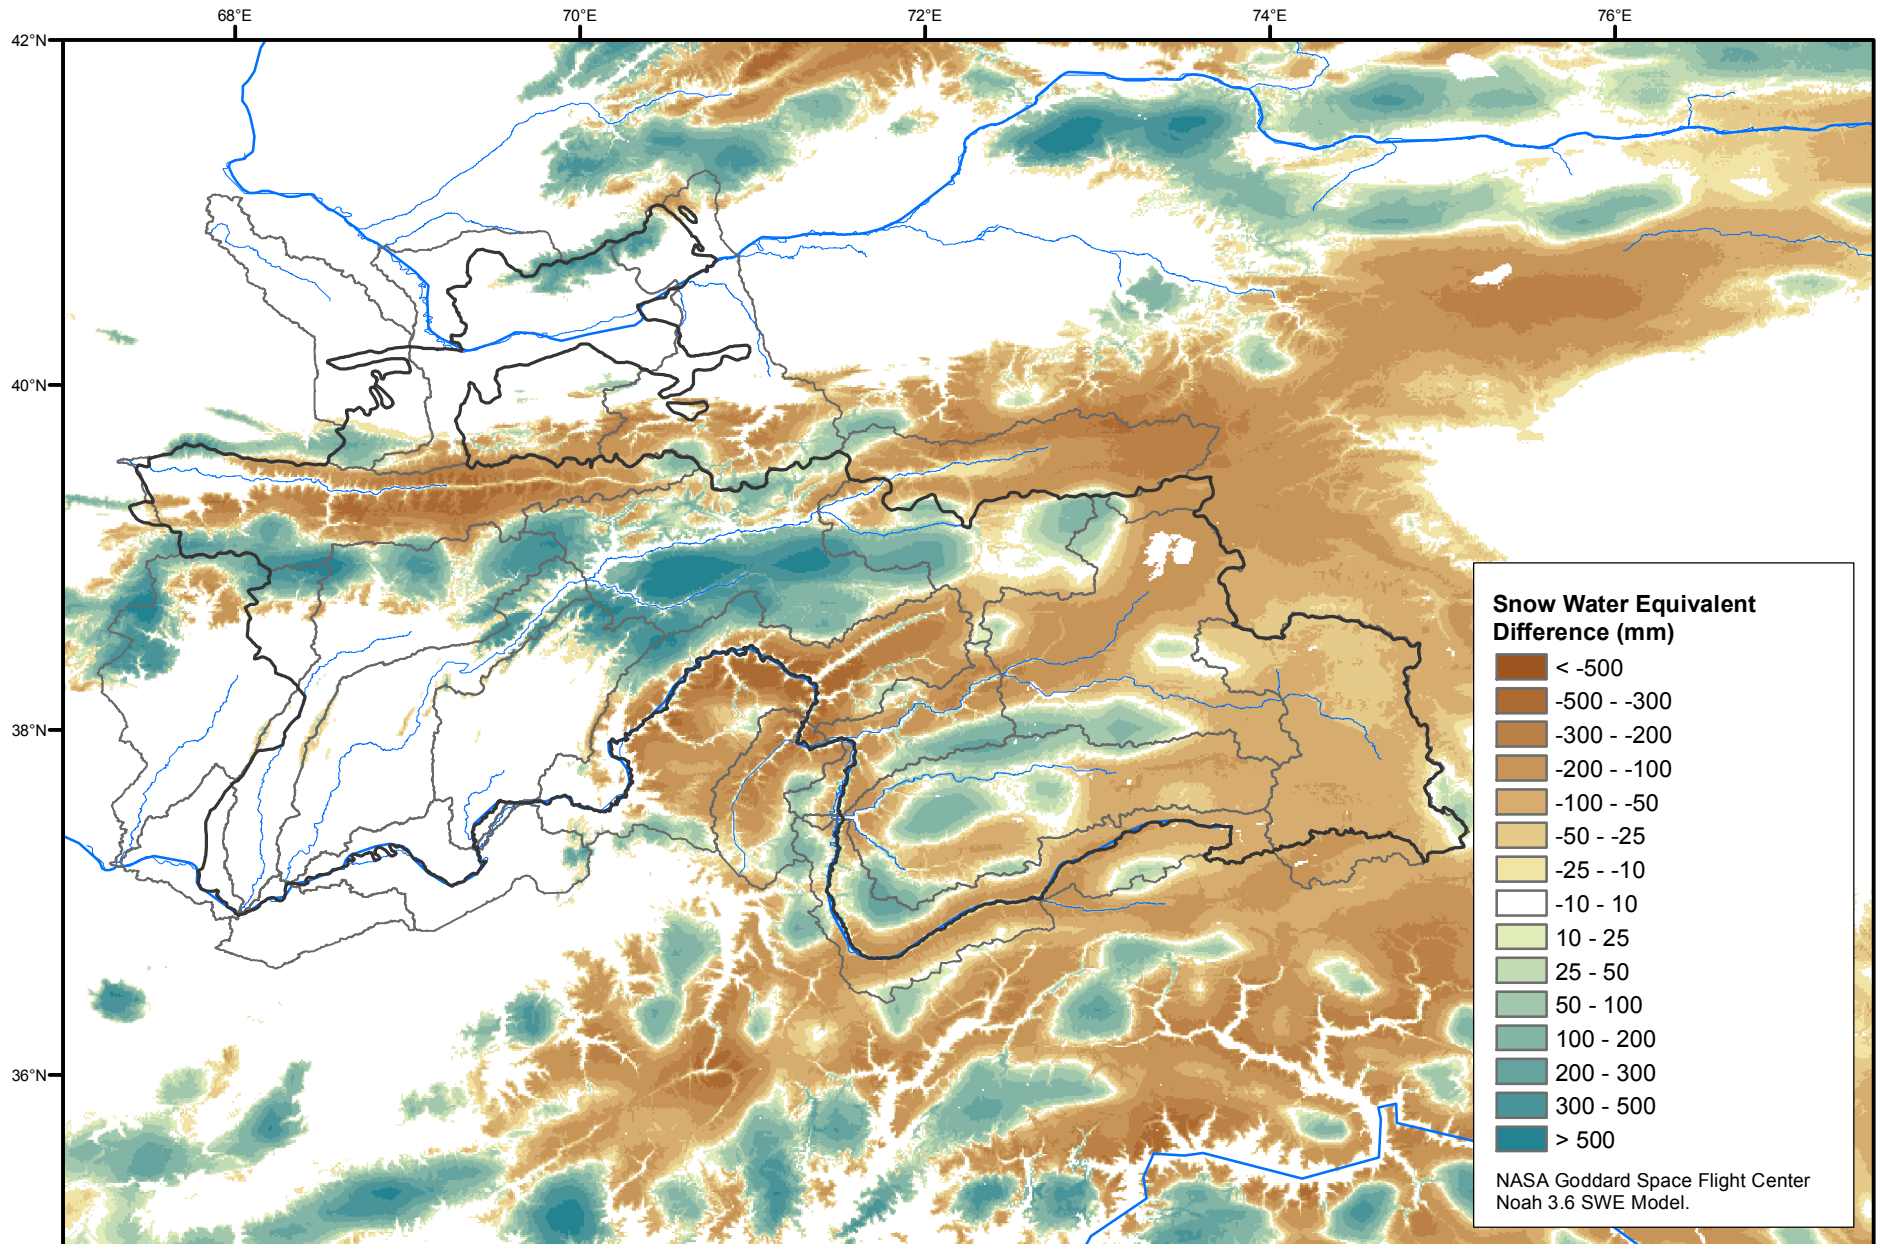 68°E
70°E
72°E
74°E
76°E
42°N
40°N
38°N
36°N
Snow Water Equivalent
Difference (mm)
< -500
-500 - -300
-300 - -200
-200 - -100
-100 - -50
-50 - -25
-25 - -10
-10 - 10
10 - 25
25 - 50
50 - 100
100 - 200
200 - 300
300 - 500
> 500
NASA Goddard Space Flight Center
Noah 3.6 SWE Model.